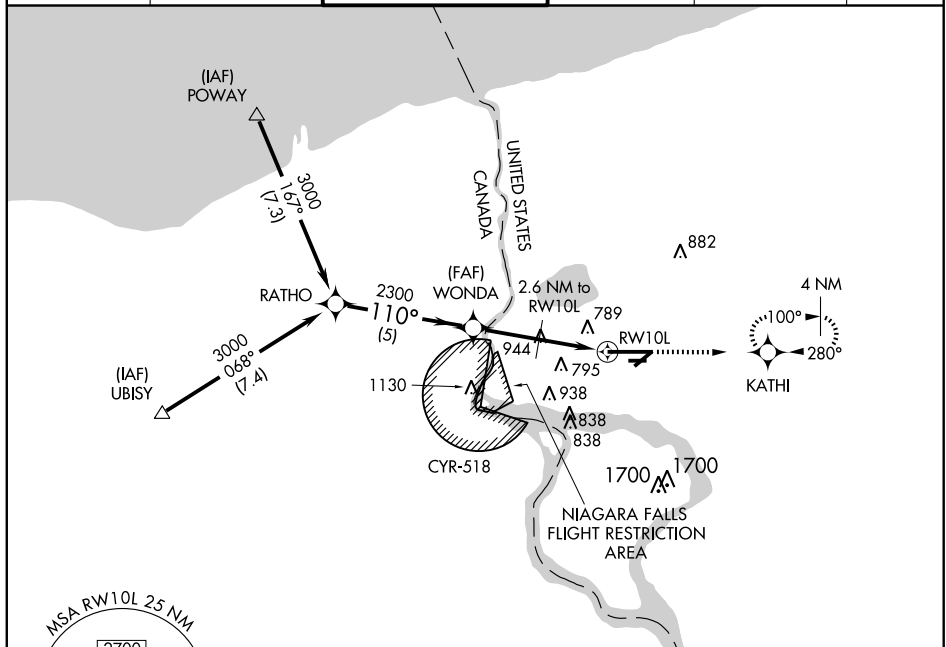 (IAF)
POWAY
3000
167°
(7.3)
UNITED STATES
CANADA
882
RATHO
2300
110°
(5)
(FAF)
WONDA
2.6 NM to
RW10L
789
4 NM
100°
280°
KATHI
RW10L
944
795
3000
068°
(7.4)
(IAF)
UBISY
1130
938
838
838
CYR-518
1700
1700
NIAGARA FALLS
FLIGHT RESTRICTION
AREA
MSA RW10L 25 NM